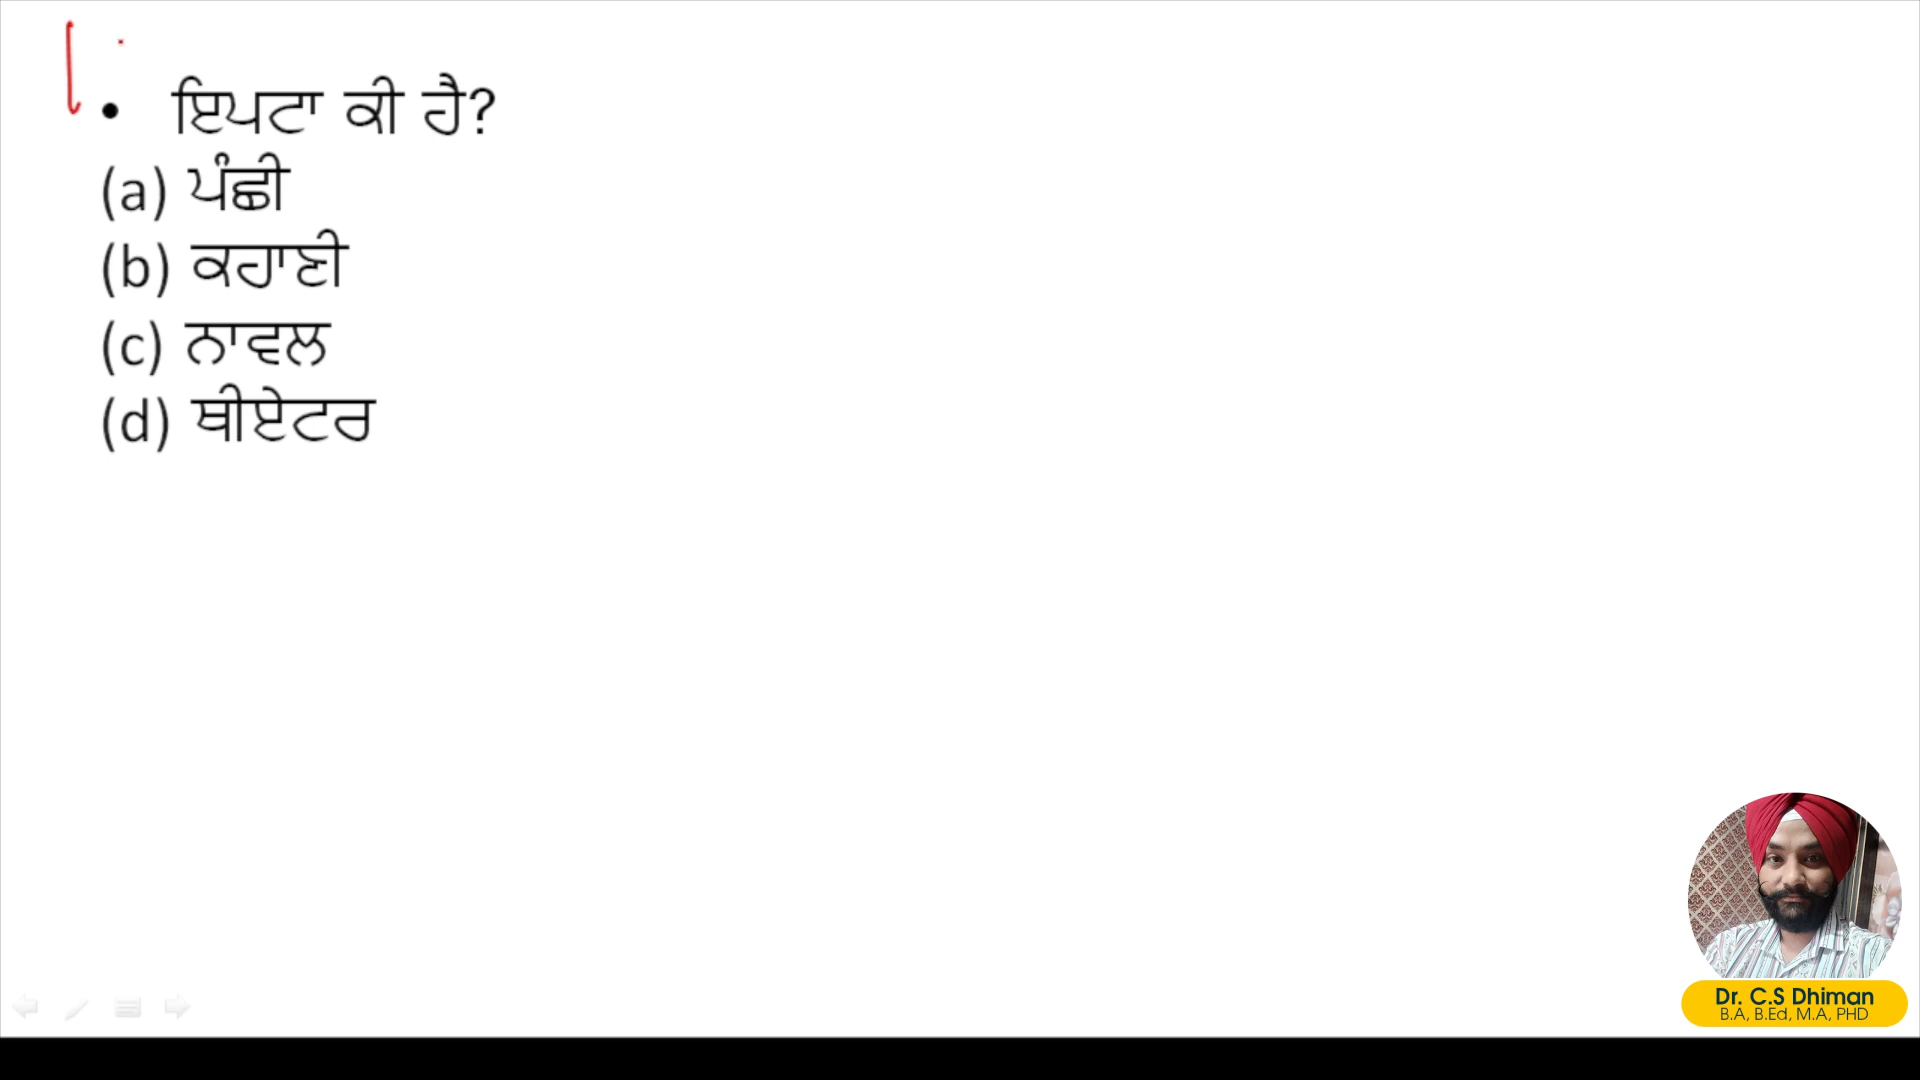 • ਇਪਟਾ ਕੀ ਹੈ?
(a) ਪੰਛੀ
(b) ਕਹਾਣੀ
(c) ਨਾਵਲ
(d) ਥੀਏਟਰ
Dr. C.S Dhiman
B.A, B.Ed, M.A, PHD